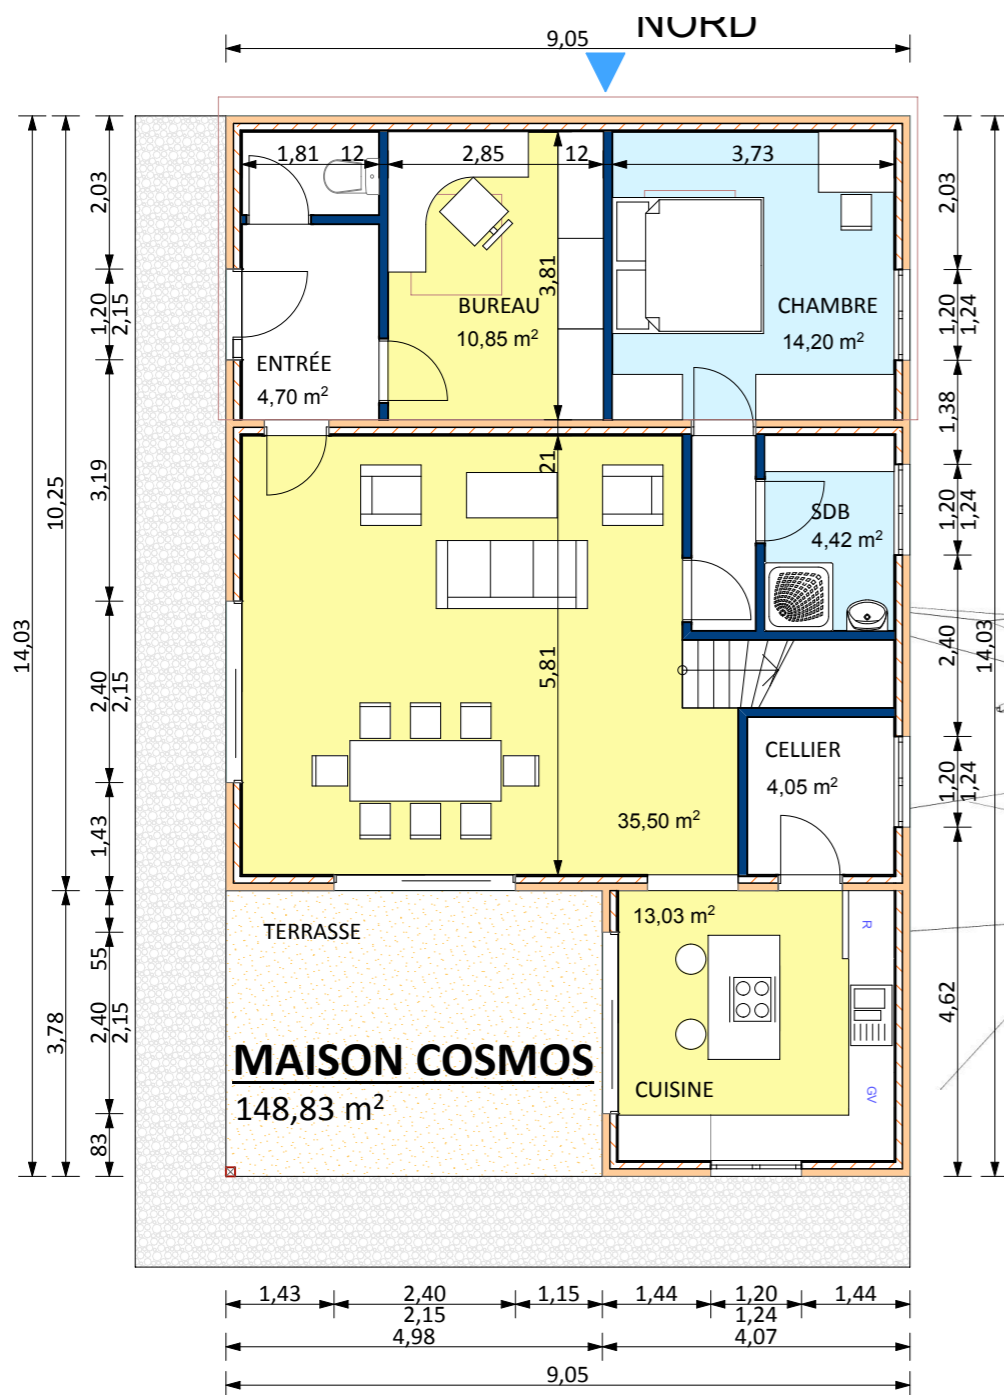 NORD
9,05
1,81
12
2,85
12
3,73
2,03
1,20
2,15
3,19
10,25
14,03
2,40
2,15
1,43
55
2,40
2,15
3,78
83
3,81
BUREAU
10,85 m²
CHAMBRE
14,20 m²
ENTRÉE
4,70 m²
21
SDB
4,42 m²
5,81
CELLIER
4,05 m²
35,50 m²
2,03
1,20
1,24
1,38
1,20
1,24
2,40
14,03
1,20
1,24
4,62
TERRASSE
13,03 m²
R
MAISON COSMOS
148,83 m²
CUISINE
GV
1,43
2,40
2,15
1,15
1,44
1,20
1,24
1,44
4,98
4,07
9,05